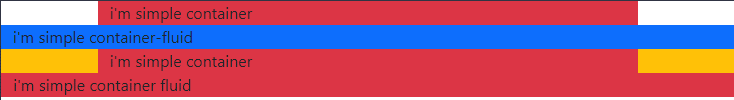 i'm simple container
i'm simple container-fluid
i'm simple container
i'm simple container fluid